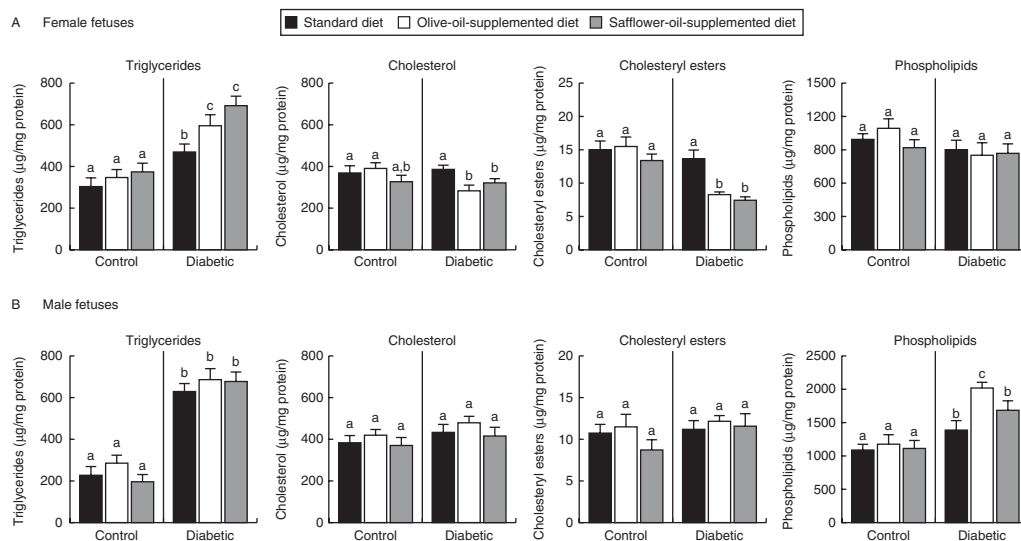 A Female fetuses
Standard diet Olive-oil-supplemented diet Safflower-oil-supplemented diet
Triglycerides
Triglycerides (µg/mg protein)
800
600
400
200
0
a a a b c c
Control Diabetic
Cholesterol
Cholesterol (µg/mg protein)
800
600
400
200
0
a a a,b a b b
Control Diabetic
Cholesteryl esters
Cholesteryl esters (µg/mg protein)
25
20
15
10
5
0
a a a a b b
Control Diabetic
Phospholipids
Phospholipids (µg/mg protein)
1500
1200
800
600
300
0
a a a a a a
Control Diabetic
B Male fetuses
Triglycerides
Triglycerides (µg/mg protein)
800
600
400
200
0
a a a b b b
Control Diabetic
Cholesterol
Cholesterol (µg/mg protein)
800
600
400
200
0
a a a a a a
Control Diabetic
Cholesteryl esters
Cholesteryl esters (µg/mg protein)
20
15
10
5
0
a a a a a a
Control Diabetic
Phospholipids
Phospholipids (µg/mg protein)
2500
2000
1500
1000
500
0
a a a b c b
Control Diabetic